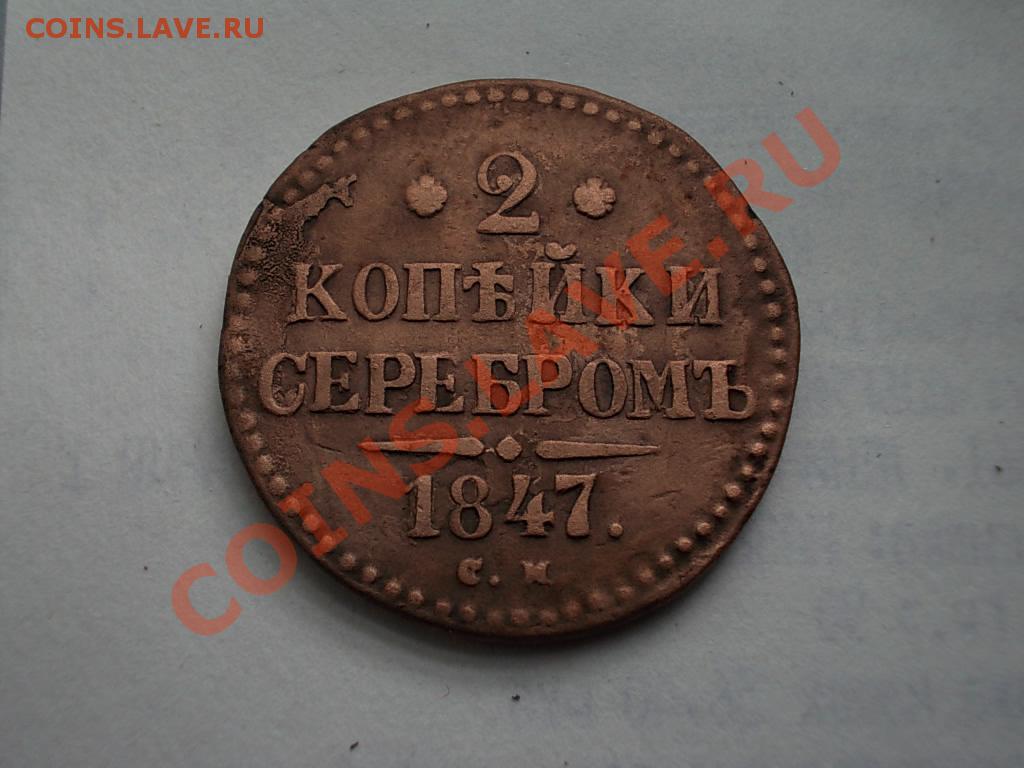 COINS.LAVE.RU
2
КОПѢЙКИ
СЕРЕБРОМЪ
1847.
С. М
COINS.LAVE.RU